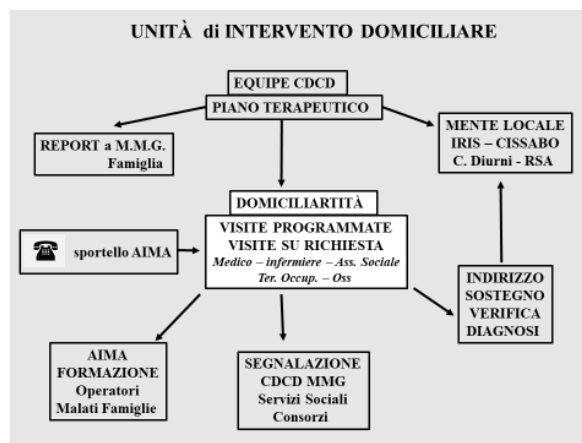 UNITÀ di INTERVENTO DOMICILIARE
EQUIPE CDCD
PIANO TERAPEUTICO
REPORT a M.M.G.
Famiglia
MENTE LOCALE
IRIS – CISSABO
C. Diurni - RSA
DOMICILIARTITÀ
VISITE PROGRAMMATE
VISITE SU RICHIESTA
Medico – infermiere – Ass. Sociale
Ter. Occup. – Oss
sportello AIMA
INDIRIZZO
SOSTEGNO
VERIFICA
DIAGNOSI
AIMA
FORMAZIONE
Operatori
Malati Famiglie
SEGNALAZIONE
CDCD MMG
Servizi Sociali
Consorzi